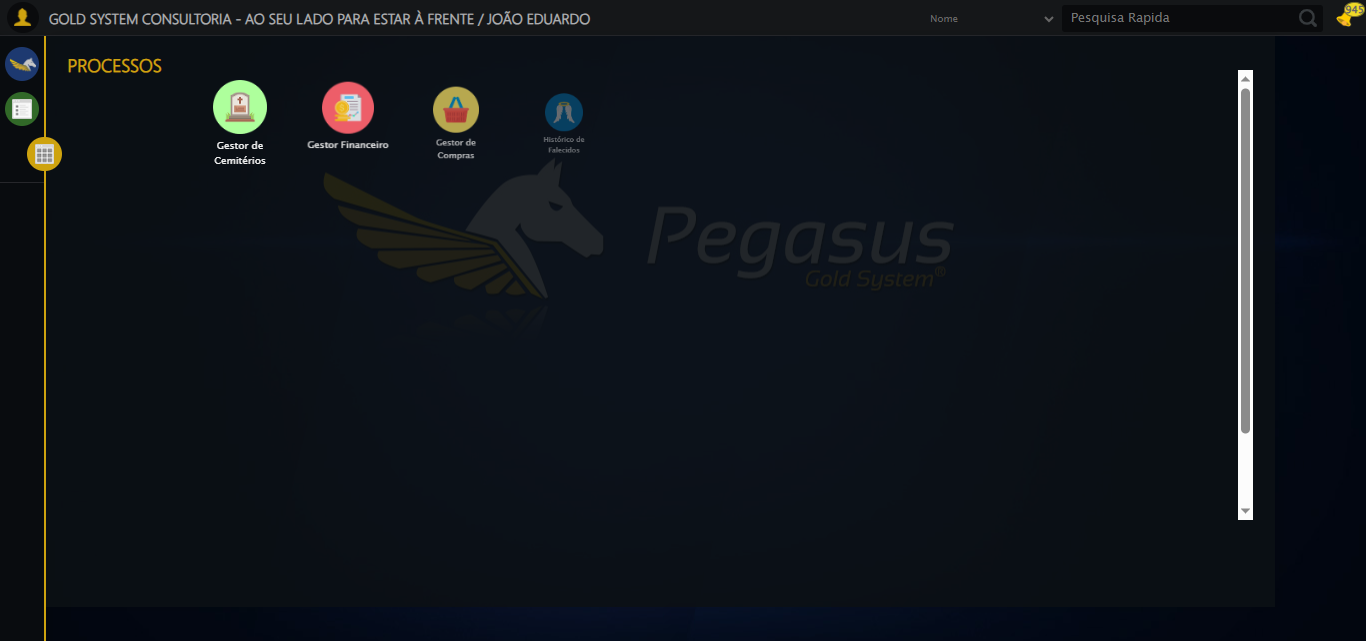 GOLD SYSTEM CONSULTORIA - AO SEU LADO PARA ESTAR À FRENTE / JOÃO EDUARDO
Nome
Pesquisa Rapida
945
PROCESSOS
Gestor de
Cemitérios
Gestor Financeiro
Gestor de
Compras
Histórico de
Falecidos
Pegasus
Gold System®